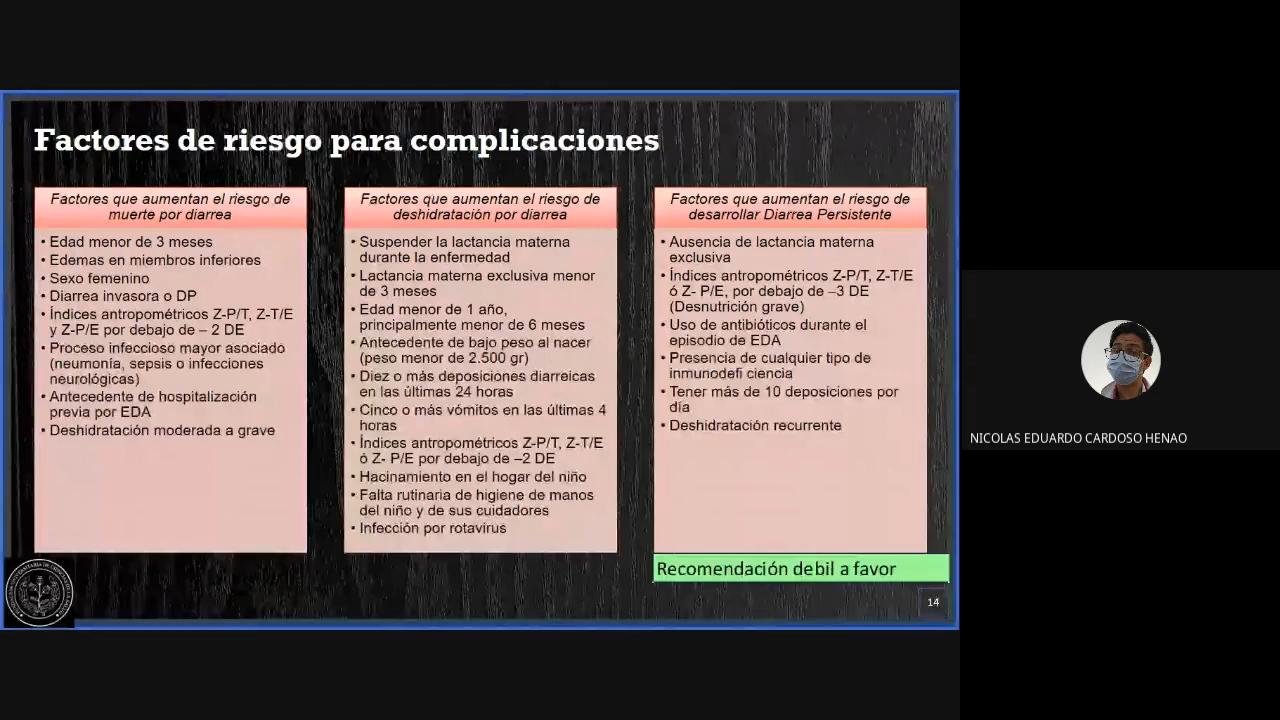 Factores de riesgo para complicaciones
Factores que aumentan el riesgo de
muerte por diarrea
• Edad menor de 3 meses
• Edemas en miembros inferiores
• Sexo femenino
• Diarrea invasora o DP
• Índices antropométricos Z-P/T, Z-T/E
y Z-P/E por debajo de – 2 DE
• Proceso infeccioso mayor asociado
(neumonía, sepsis o infecciones
neurológicas)
• Antecedente de hospitalización
previa por EDA
• Deshidratación moderada a grave
Factores que aumentan el riesgo de
deshidratación por diarrea
• Suspender la lactancia materna
durante la enfermedad
• Lactancia materna exclusiva menor
de 3 meses
• Edad menor de 1 año,
principalmente menor de 6 meses
• Antecedente de bajo peso al nacer
(peso menor de 2.500 gr)
• Diez o más deposiciones diarreicas
en las últimas 24 horas
• Cinco o más vómitos en las últimas 4
horas
• Índices antropométricos Z-P/T, Z-T/E
ó Z- P/E por debajo de –2 DE
• Hacinamiento en el hogar del niño
• Falta rutinaria de higiene de manos
del niño y de sus cuidadores
• Infección por rotavirus
Factores que aumentan el riesgo de
desarrollar Diarrea Persistente
• Ausencia de lactancia materna
exclusiva
• Índices antropométricos Z-P/T, Z-T/E
ó Z- P/E, por debajo de –3 DE
(Desnutrición grave)
• Uso de antibióticos durante el
episodio de EDA
• Presencia de cualquier tipo de
inmunodefi ciencia
• Tener más de 10 deposiciones por
día
• Deshidratación recurrente
Recomendación debil a favor
14
NICOLAS EDUARDO CARDOSO HENAO